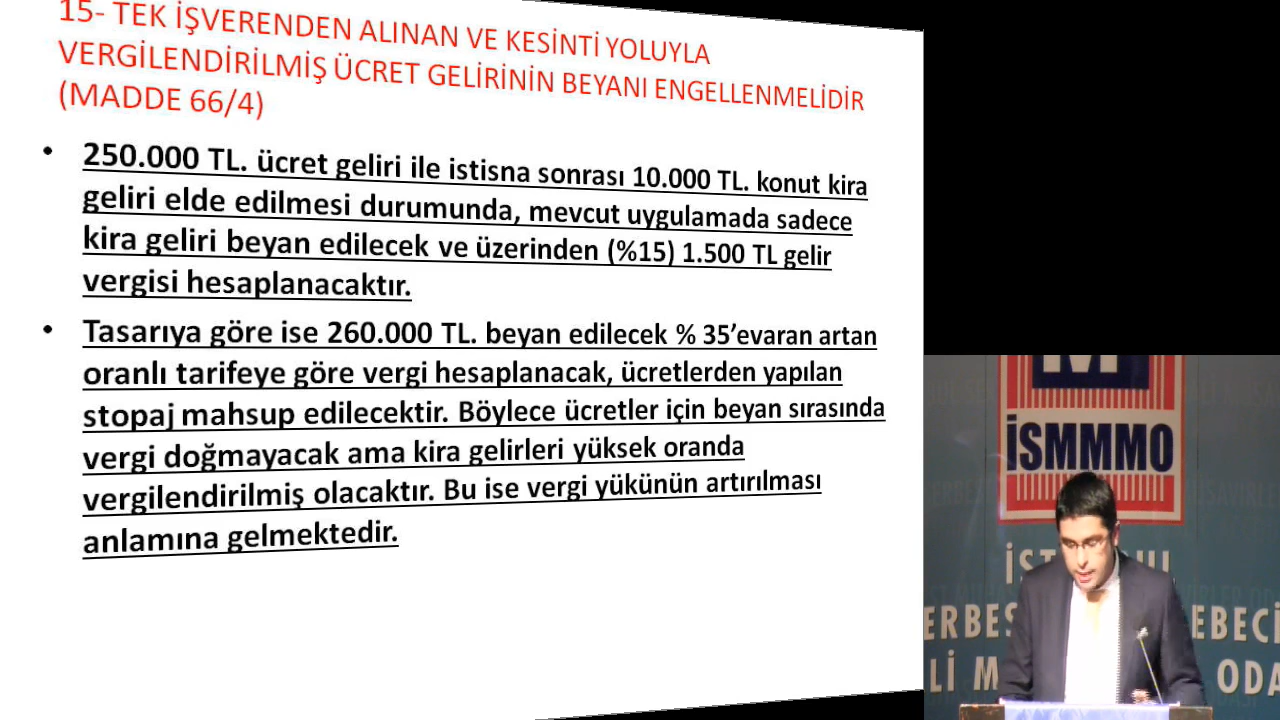 15- TEK İŞVERENDEN ALINAN VE KESİNTİ YOLUYLA
VERGİLENDİRİLMİŞ ÜCRET GELİRİNİN BEYANI ENGELLENMELİDİR
(MADDE 66/4)
• 250.000 TL. ücret geliri ile istisna sonrası 10.000 TL. konut kira
geliri elde edilmesi durumunda, mevcut uygulamada sadece
kira geliri beyan edilecek ve üzerinden (%15) 1.500 TL gelir
vergisi hesaplanacaktır.
• Tasarıya göre ise 260.000 TL. beyan edilecek % 35’evaran artan
oranlı tarifeye göre vergi hesaplanacak, ücretlerden yapılan
stopaj mahsup edilecektir. Böylece ücretler için beyan sırasında
vergi doğmayacak ama kira gelirleri yüksek oranda
vergilendirilmiş olacaktır. Bu ise vergi yükünün artırılması
anlamına gelmektedir.
İSMMMO